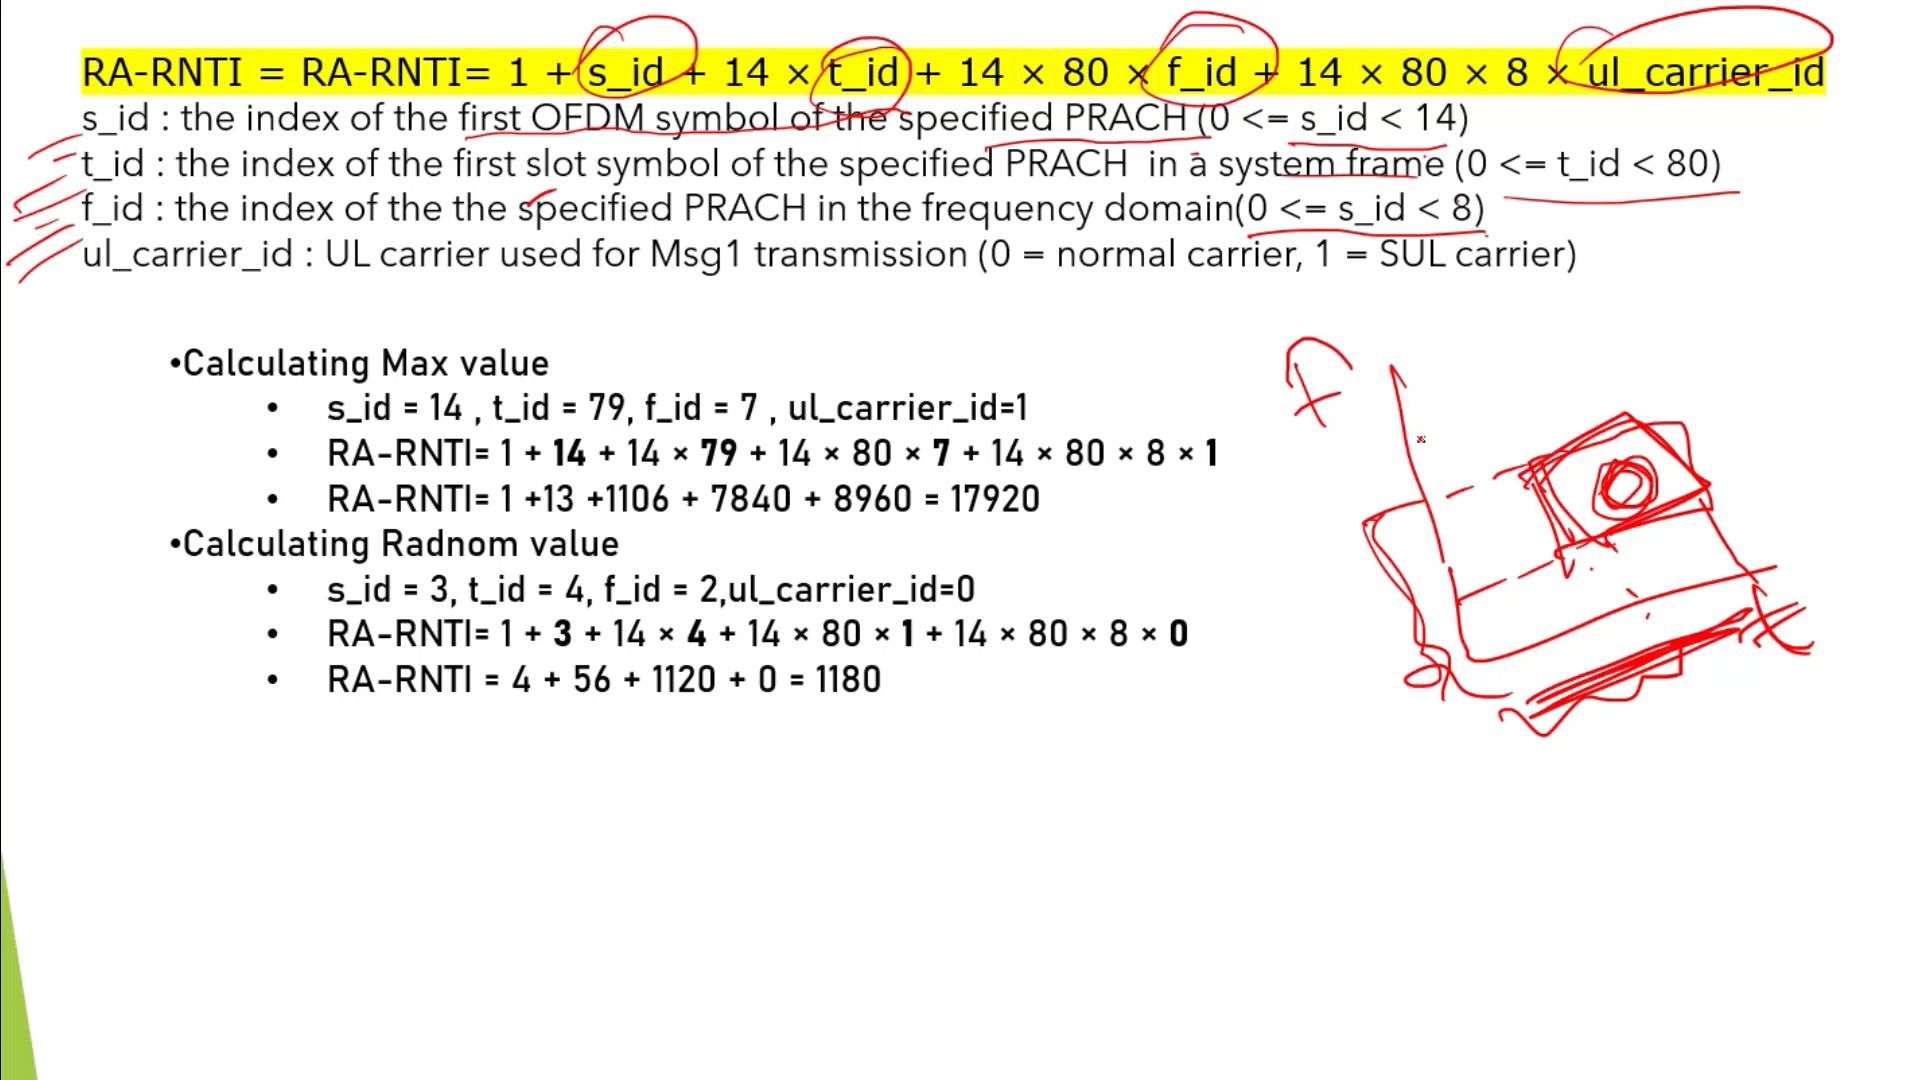 RA-RNTI = RA-RNTI= 1 + s_id + 14 × t_id + 14 × 80 × f_id + 14 × 80 × 8 × ul_carrier_id
s_id : the index of the first OFDM symbol of the specified PRACH (0 <= s_id < 14)
t_id : the index of the first slot symbol of the specified PRACH in a system frame (0 <= t_id < 80)
f_id : the index of the the specified PRACH in the frequency domain(0 <= s_id < 8)
ul_carrier_id : UL carrier used for Msg1 transmission (0 = normal carrier, 1 = SUL carrier)
•Calculating Max value
• s_id = 14 , t_id = 79, f_id = 7 , ul_carrier_id=1
• RA-RNTI= 1 + 14 + 14 × 79 + 14 × 80 × 7 + 14 × 80 × 8 × 1
• RA-RNTI= 1 +13 +1106 + 7840 + 8960 = 17920
•Calculating Radnom value
• s_id = 3, t_id = 4, f_id = 2,ul_carrier_id=0
• RA-RNTI= 1 + 3 + 14 × 4 + 14 × 80 × 1 + 14 × 80 × 8 × 0
• RA-RNTI = 4 + 56 + 1120 + 0 = 1180
f
t